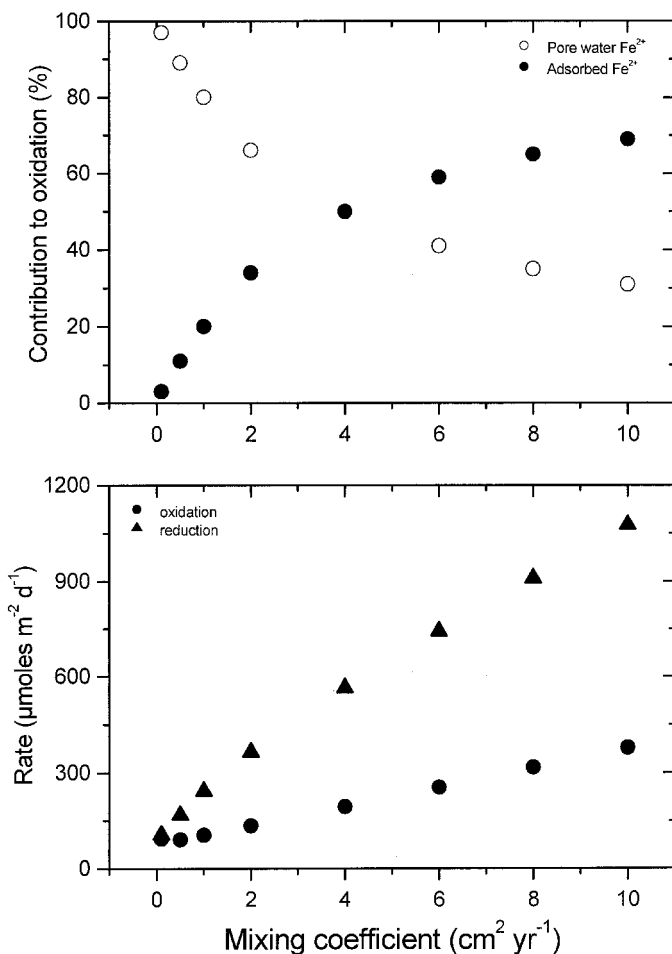 100
80
60
40
20
0
Contribution to oxidation (%)
Pore water Fe²⁺
Adsorbed Fe²⁺
0 2 4 6 8 10
1200
900
600
300
0
Rate (μmoles m⁻² d⁻¹)
oxidation
reduction
0 2 4 6 8 10
Mixing coefficient (cm² yr⁻¹)